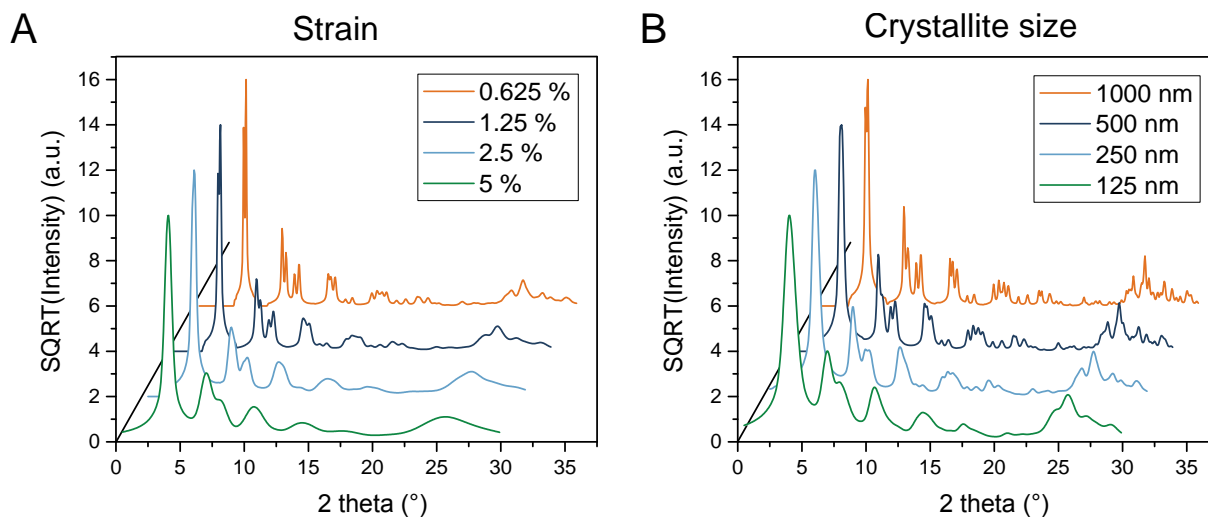 A
Strain
SQRT(Intensity) (a.u.)
16
14
12
10
8
6
4
2
0
0.625 %
1.25 %
2.5 %
5 %
0 5 10 15 20 25 30 35
2 theta (°)
B
Crystallite size
SQRT(Intensity) (a.u.)
16
14
12
10
8
6
4
2
0
1000 nm
500 nm
250 nm
125 nm
0 5 10 15 20 25 30 35
2 theta (°)